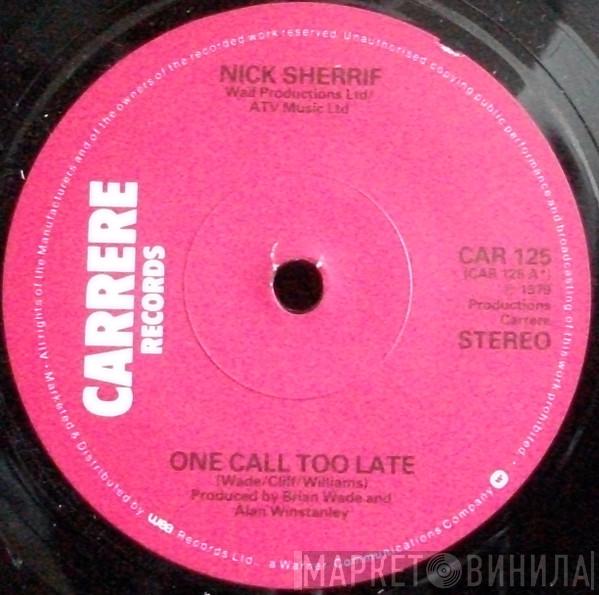 NICK SHERRIF
Wad Productions Ltd/
ATV Music Ltd
CARRERE
RECORDS
CAR 125
(CAR 125 A*)
℗ 1979
Productions
Carrere
STEREO
ONE CALL TOO LATE
(Wade/Cliff/Williams)
Produced by Brian Wade and
Alan Winstanley
All rights of the Manufacturers and of the owners of the recorded work reserved. Unauthorised copying public performance and broadcasting of this work prohibited.
Marketed & Distributed by wea Records Ltd., a Warner Communications Company
МАРКЕТ ВИНИЛА